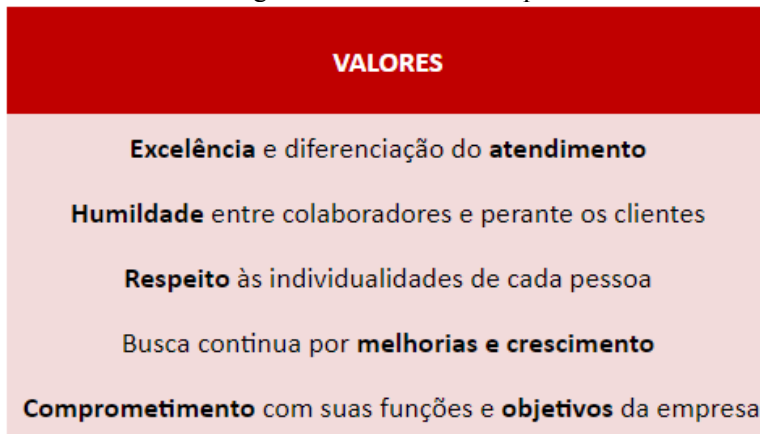 VALORES
Excelência e diferenciação do atendimento
Humildade entre colaboradores e perante os clientes
Respeito às individualidades de cada pessoa
Busca continua por melhorias e crescimento
Comprometimento com suas funções e objetivos da empresa